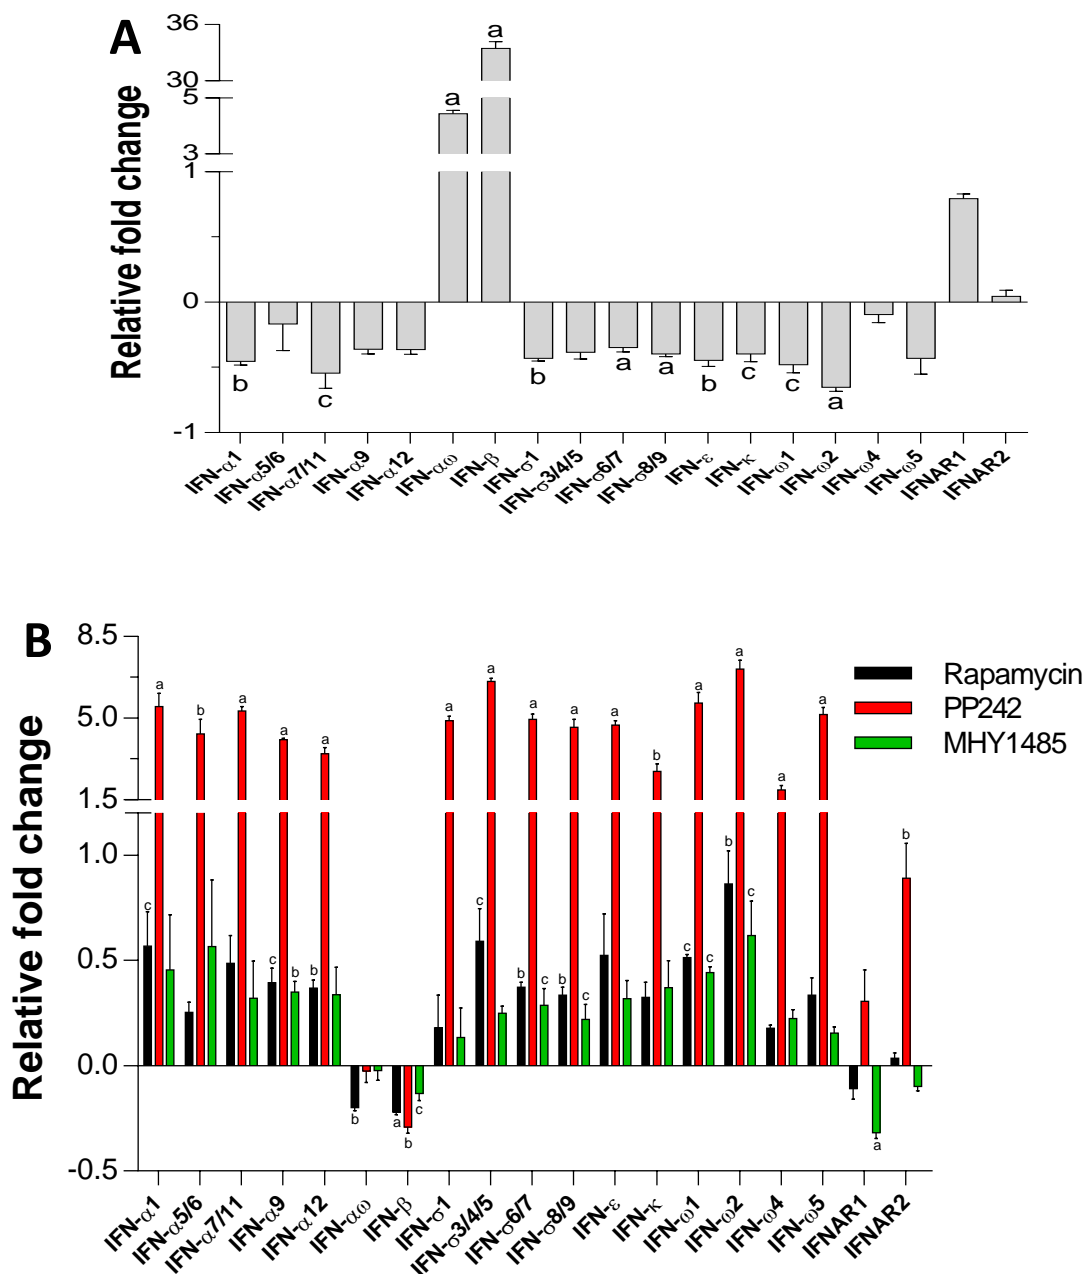 A
Relative fold change
36
30
5
3
1
0
-1
a
a
b
c
b
a
a
b
c
c
a
IFN-α1
IFN-α5/6
IFN-α7/11
IFN-α9
IFN-α12
IFN-αω
IFN-β
IFN-σ1
IFN-σ3/4/5
IFN-σ6/7
IFN-σ8/9
IFN-ε
IFN-κ
IFN-ω1
IFN-ω2
IFN-ω4
IFN-ω5
IFNAR1
IFNAR2
B
Relative fold change
8.5
5.0
1.5
1.0
0.5
0.0
-0.5
Rapamycin
PP242
MHY1485
c
a
b
a
c
a
b
b
a
b
a
b
c
a
c
a
b
a
c
b
a
c
a
b
c
a
c
b
a
c
a
a
a
b
IFN-α1
IFN-α5/6
IFN-α7/11
IFN-α9
IFN-α12
IFN-αω
IFN-β
IFN-σ1
IFN-σ3/4/5
IFN-σ6/7
IFN-σ8/9
IFN-ε
IFN-κ
IFN-ω1
IFN-ω2
IFN-ω4
IFN-ω5
IFNAR1
IFNAR2